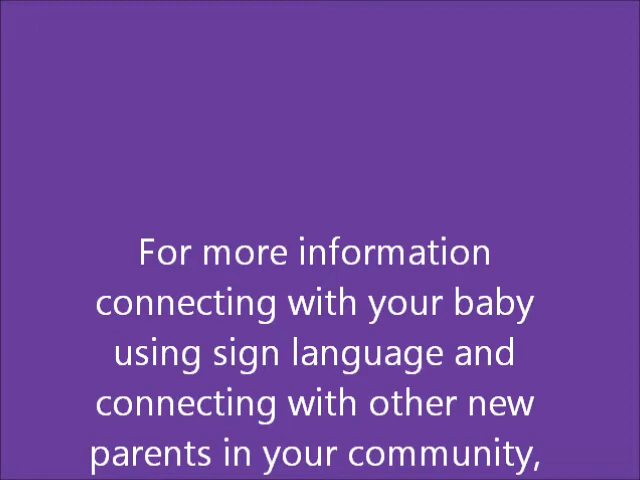 For more information
connecting with your baby
using sign language and
connecting with other new
parents in your community,